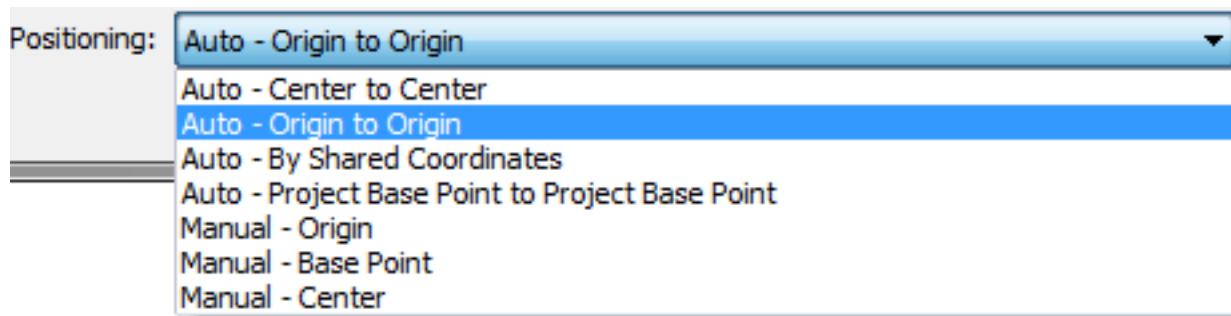 Positioning: Auto - Origin to Origin
Auto - Center to Center
Auto - Origin to Origin
Auto - By Shared Coordinates
Auto - Project Base Point to Project Base Point
Manual - Origin
Manual - Base Point
Manual - Center